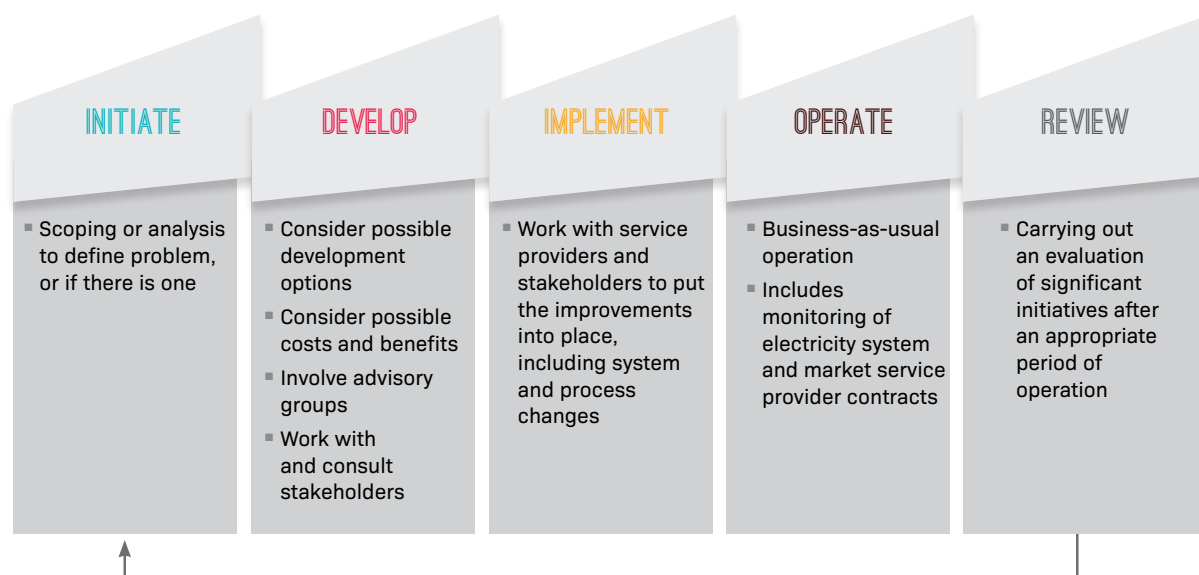 INITIATE
▪ Scoping or analysis
to define problem,
or if there is one
DEVELOP
▪ Consider possible
development
options
▪ Consider possible
costs and benefits
▪ Involve advisory
groups
▪ Work with
and consult
stakeholders
IMPLEMENT
▪ Work with service
providers and
stakeholders to put
the improvements
into place,
including system
and process
changes
OPERATE
▪ Business-as-usual
operation
▪ Includes
monitoring of
electricity system
and market service
provider contracts
REVIEW
▪ Carrying out
an evaluation
of significant
initiatives after
an appropriate
period of
operation